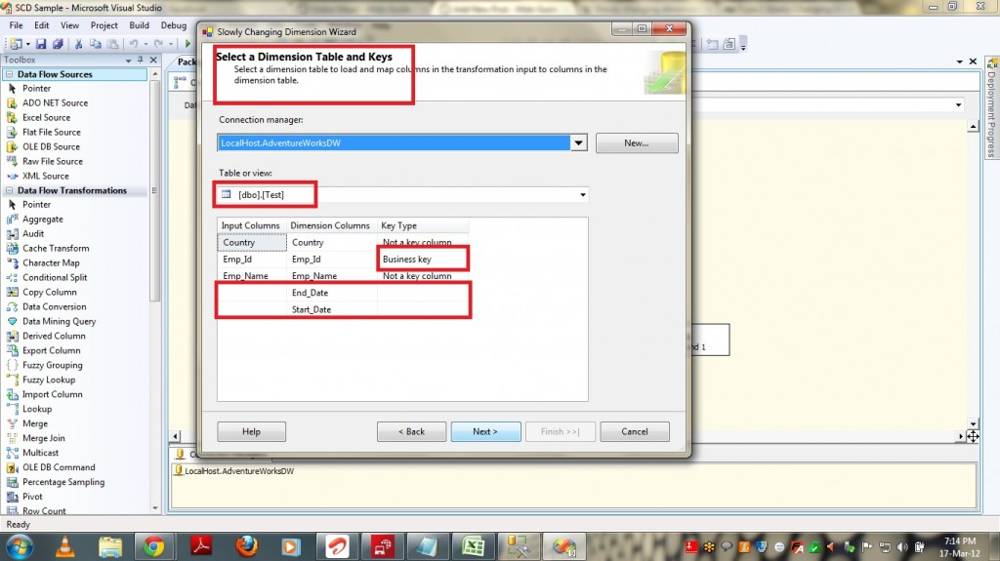 SCD Sample - Microsoft Visual Studio
File Edit View Project Build Debug
Toolbox
Data Flow Sources
Pointer
ADO NET Source
Excel Source
Flat File Source
OLE DB Source
Raw File Source
XML Source
Data Flow Transformations
Pointer
Aggregate
Audit
Cache Transform
Character Map
Conditional Split
Copy Column
Data Conversion
Data Mining Query
Derived Column
Export Column
Fuzzy Grouping
Fuzzy Lookup
Import Column
Lookup
Merge
Merge Join
Multicast
OLE DB Command
Percentage Sampling
Pivot
Row Count
Slowly Changing Dimension Wizard
Select a Dimension Table and Keys
Select a dimension table to load and map columns in the transformation input to columns in the
dimension table.
Connection manager:
LocalHost.AdventureWorksDW
New...
Table or view:
[dbo].[Test]
Input Columns Dimension Columns Key Type
Country Country Not a key column
Emp_Id Emp_Id Business key
Emp_Name Emp_Name Not a key column
End_Date
Start_Date
Help < Back Next > Finish >>| Cancel
nd 1
Deployment Progress
LocalHost.AdventureWorksDW
Ready
7:14 PM
17-Mar-12